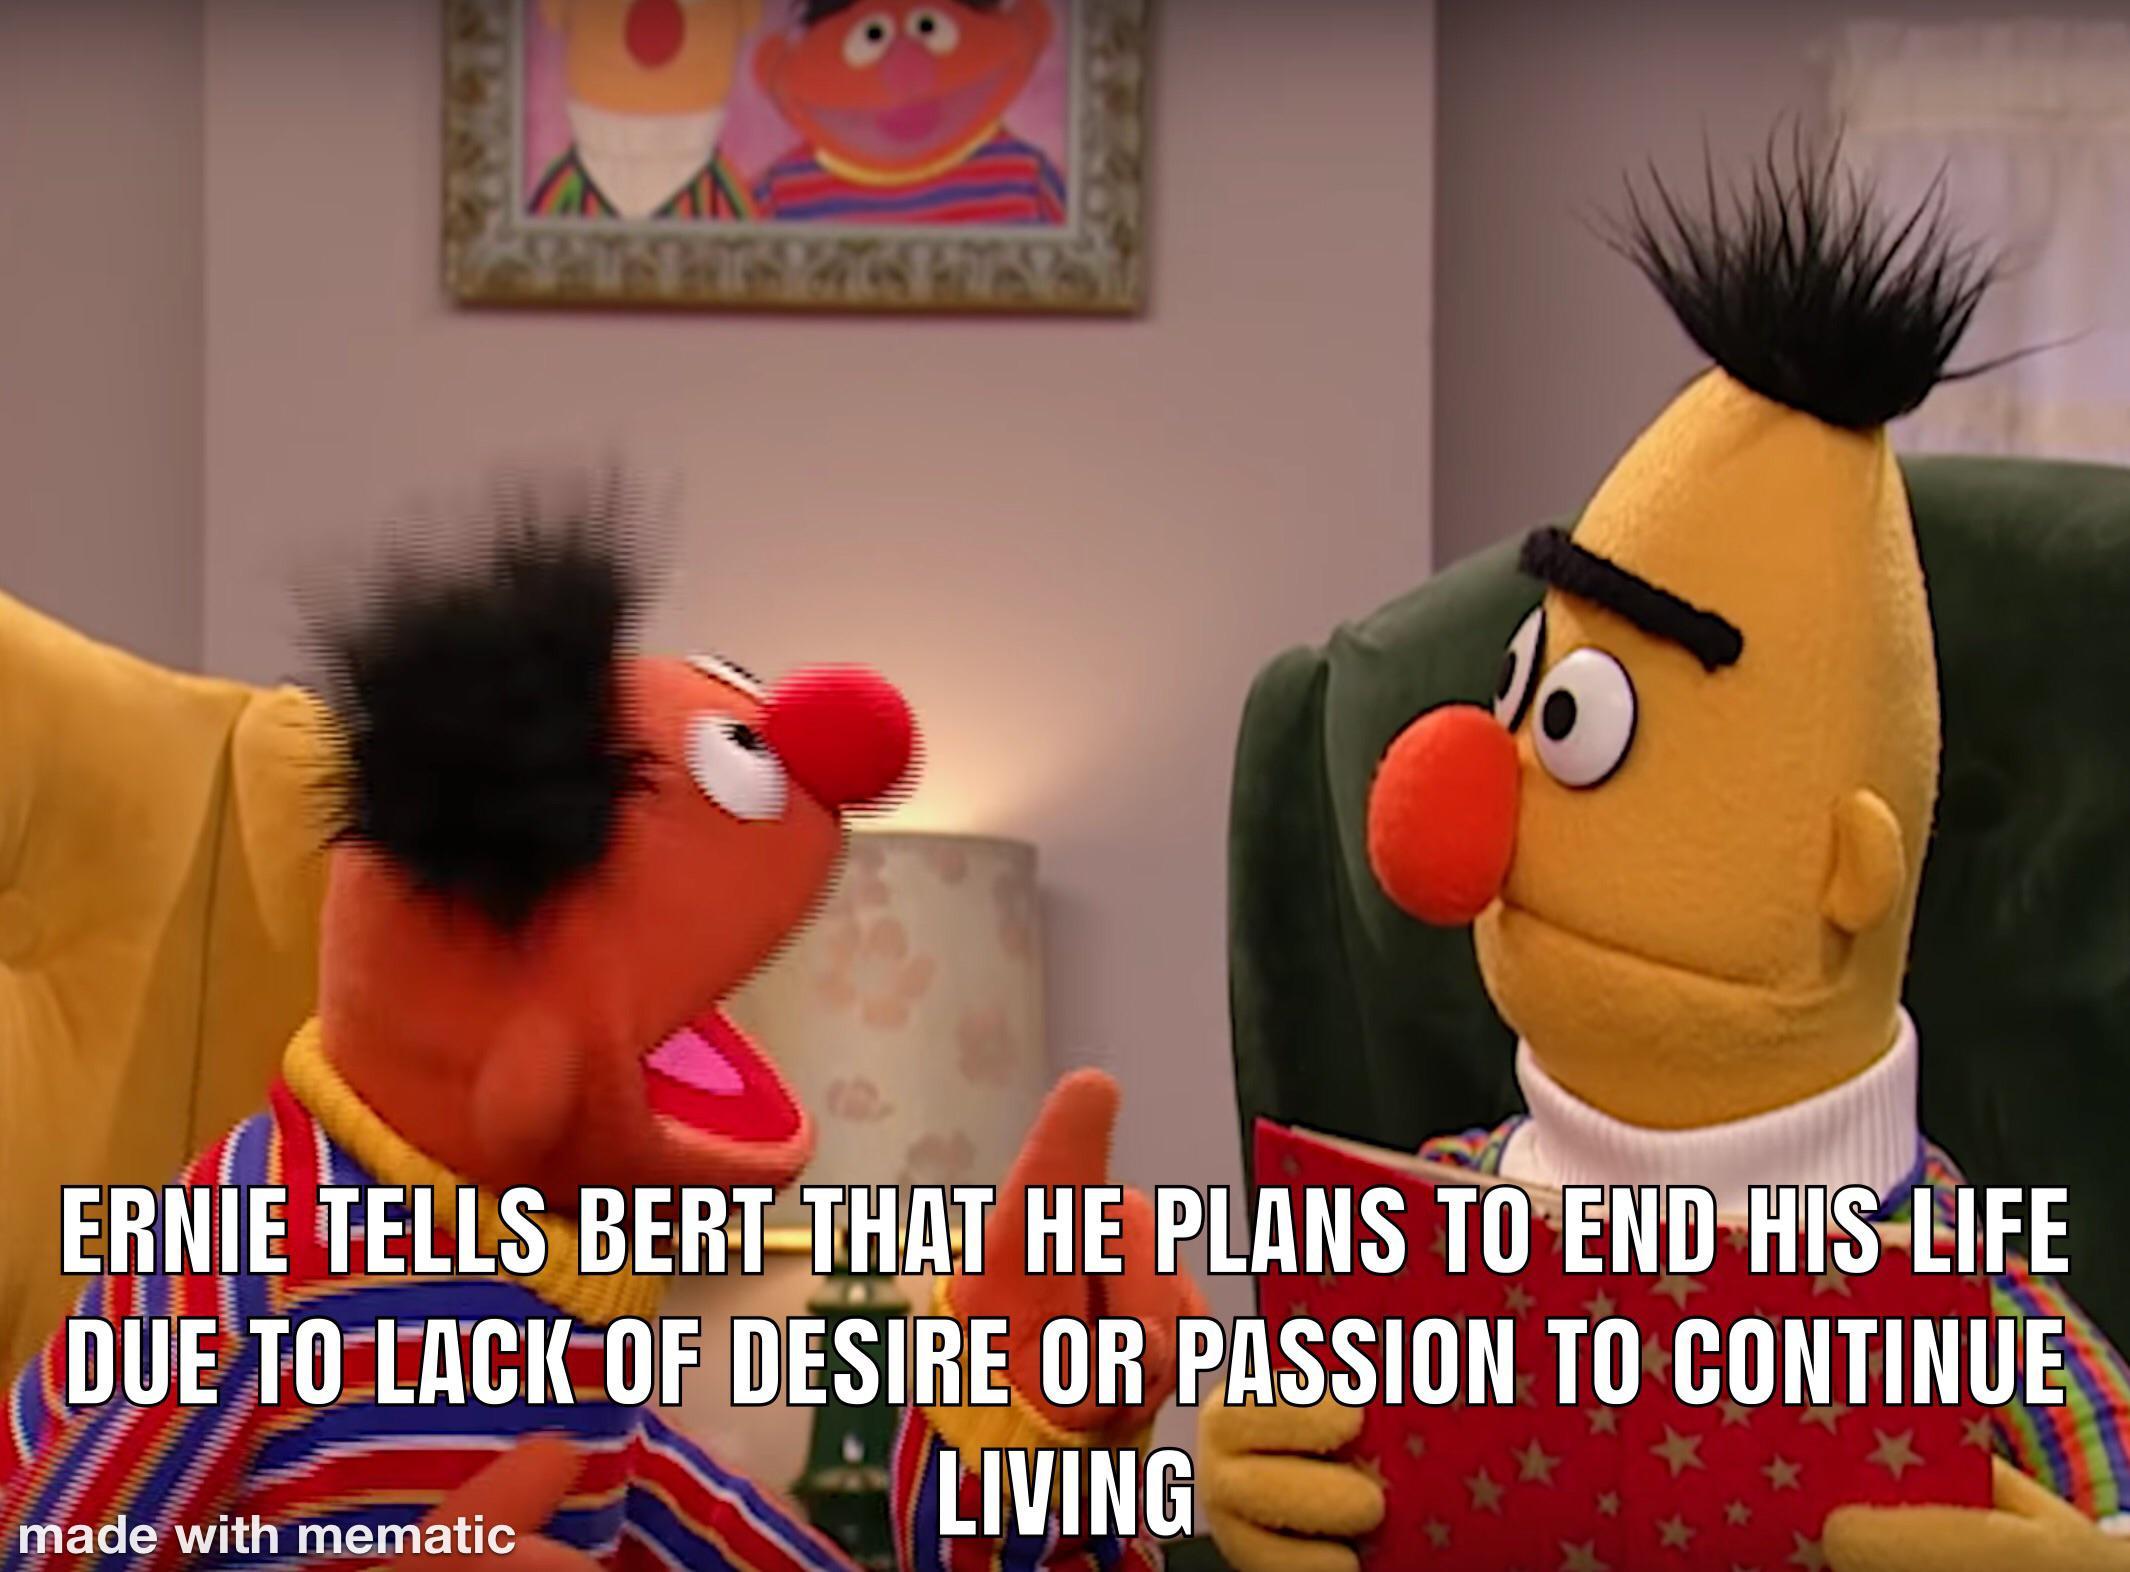 ERNIE TELLS BERT THAT HE PLANS TO END HIS LIFE
DUE TO LACK OF DESIRE OR PASSION TO CONTINUE
LIVING
made with mematic